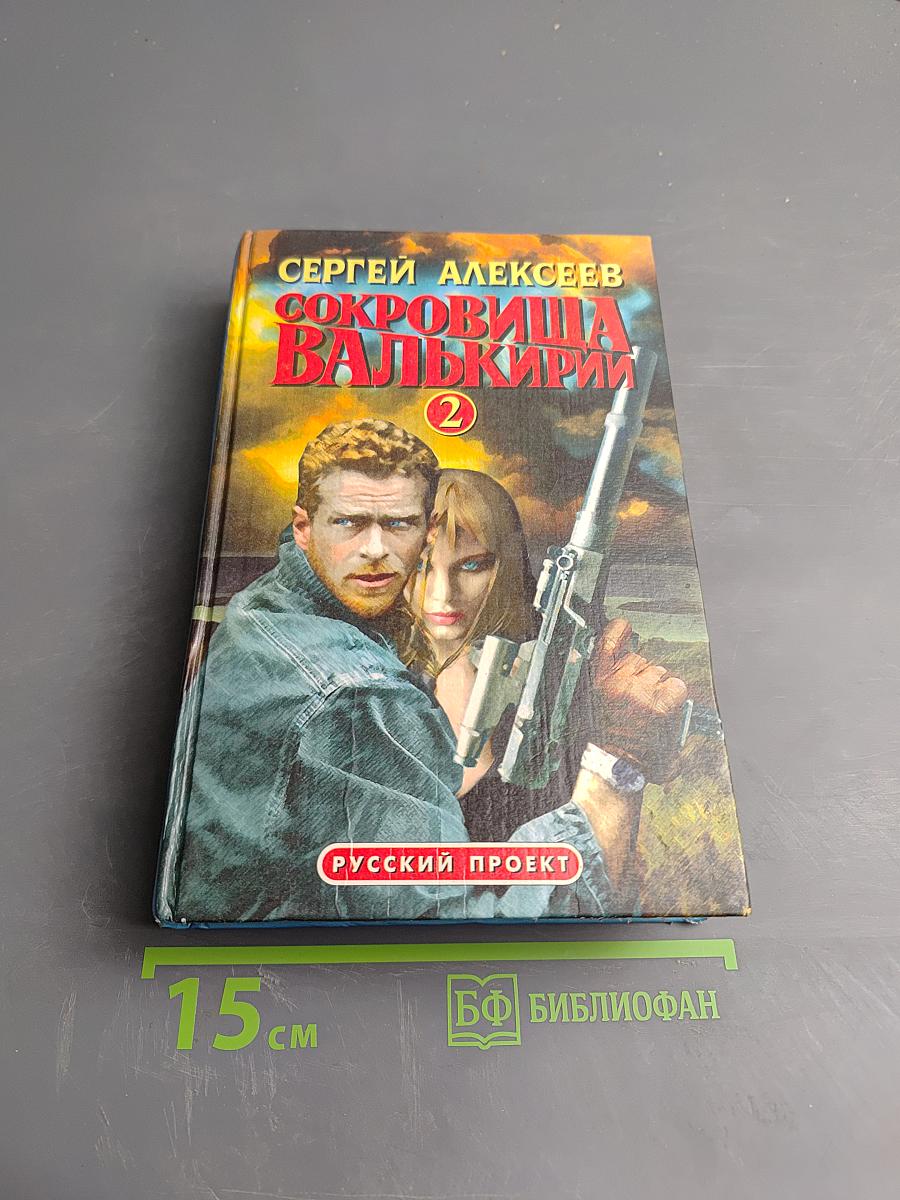 СЕРГЕЙ АЛЕКСЕЕВ
СОКРОВИЩА
ВАЛЬКИРИИ
2
РУССКИЙ ПРОЕКТ
15 см
БФ БИБЛИОФАН